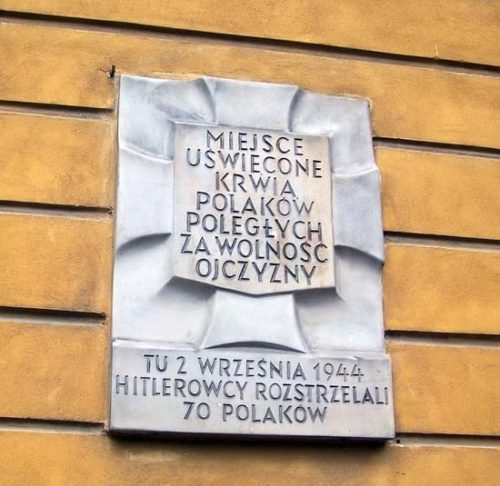 MIEJSCE
UŚWIĘCONE
KRWIĄ
POLAKÓW
POLEGŁYCH
ZA WOLNOŚĆ
OJCZYZNY
TU 2 WRZEŚNIA 1944
HITLEROWCY ROZSTRZELALI
70 POLAKÓW